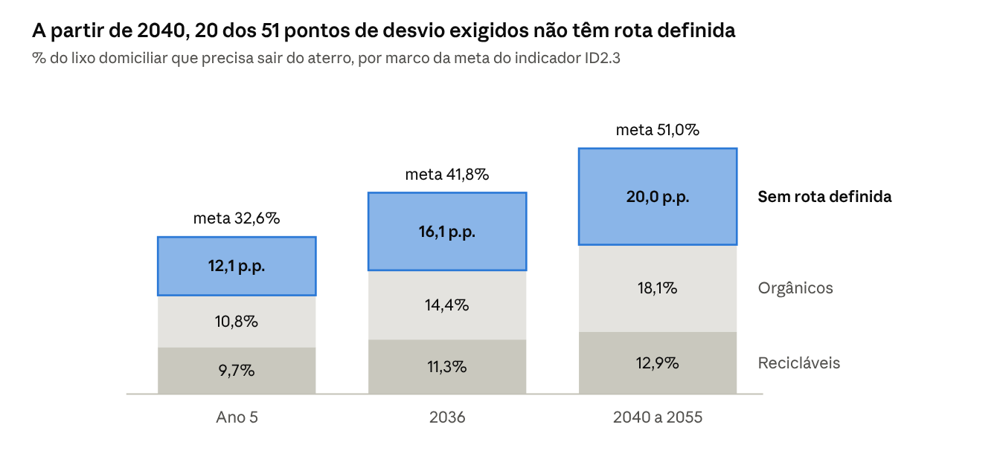 A partir de 2040, 20 dos 51 pontos de desvio exigidos não têm rota definida
% do lixo domiciliar que precisa sair do aterro, por marco da meta do indicador ID2.3
meta 32,6%
12,1 p.p.
10,8%
9,7%
Ano 5
meta 41,8%
16,1 p.p.
14,4%
11,3%
2036
meta 51,0%
20,0 p.p.
18,1%
12,9%
2040 a 2055
Sem rota definida
Orgânicos
Recicláveis